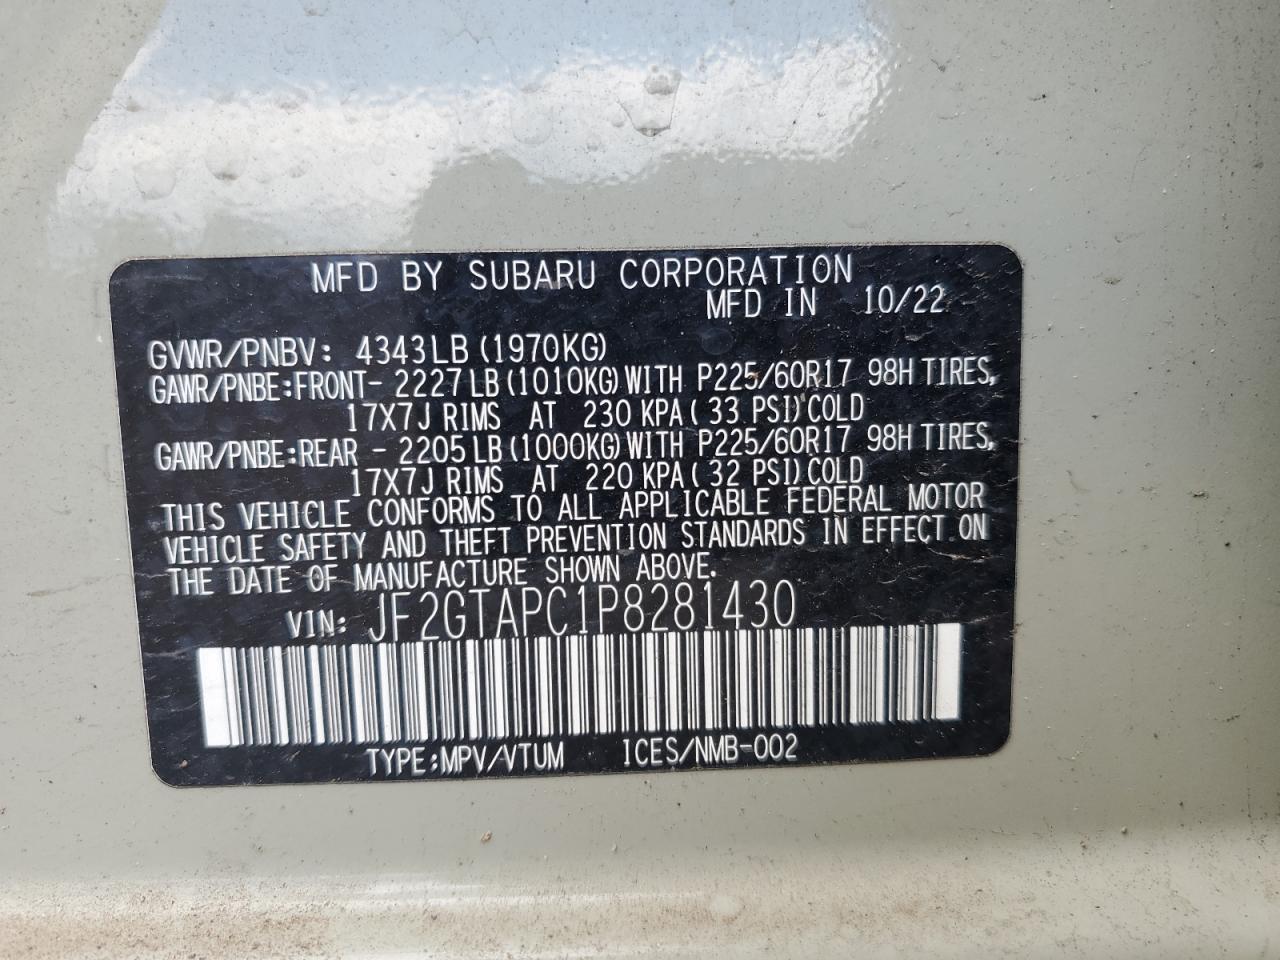 MFD BY SUBARU CORPORATION
MFD IN 10/22
GVWR/PNBV: 4343LB (1970KG)
GAWR/PNBE:FRONT- 2227LB(1010KG) WITH P225/60R17 98H TIRES,
17X7J RIMS AT 230 KPA( 33 PSI) COLD
GAWR/PNBE:REAR - 2205LB(1000KG) WITH P225/60R17 98H TIRES,
17X7J RIMS AT 220 KPA( 32 PSI) COLD
THIS VEHICLE CONFORMS TO ALL APPLICABLE FEDERAL MOTOR
VEHICLE SAFETY AND THEFT PREVENTION STANDARDS IN EFFECT ON
THE DATE OF MANUFACTURE SHOWN ABOVE.
VIN: JF2GTAPC1P8281430
TYPE:MPV/VTUM ICES/NMB-002